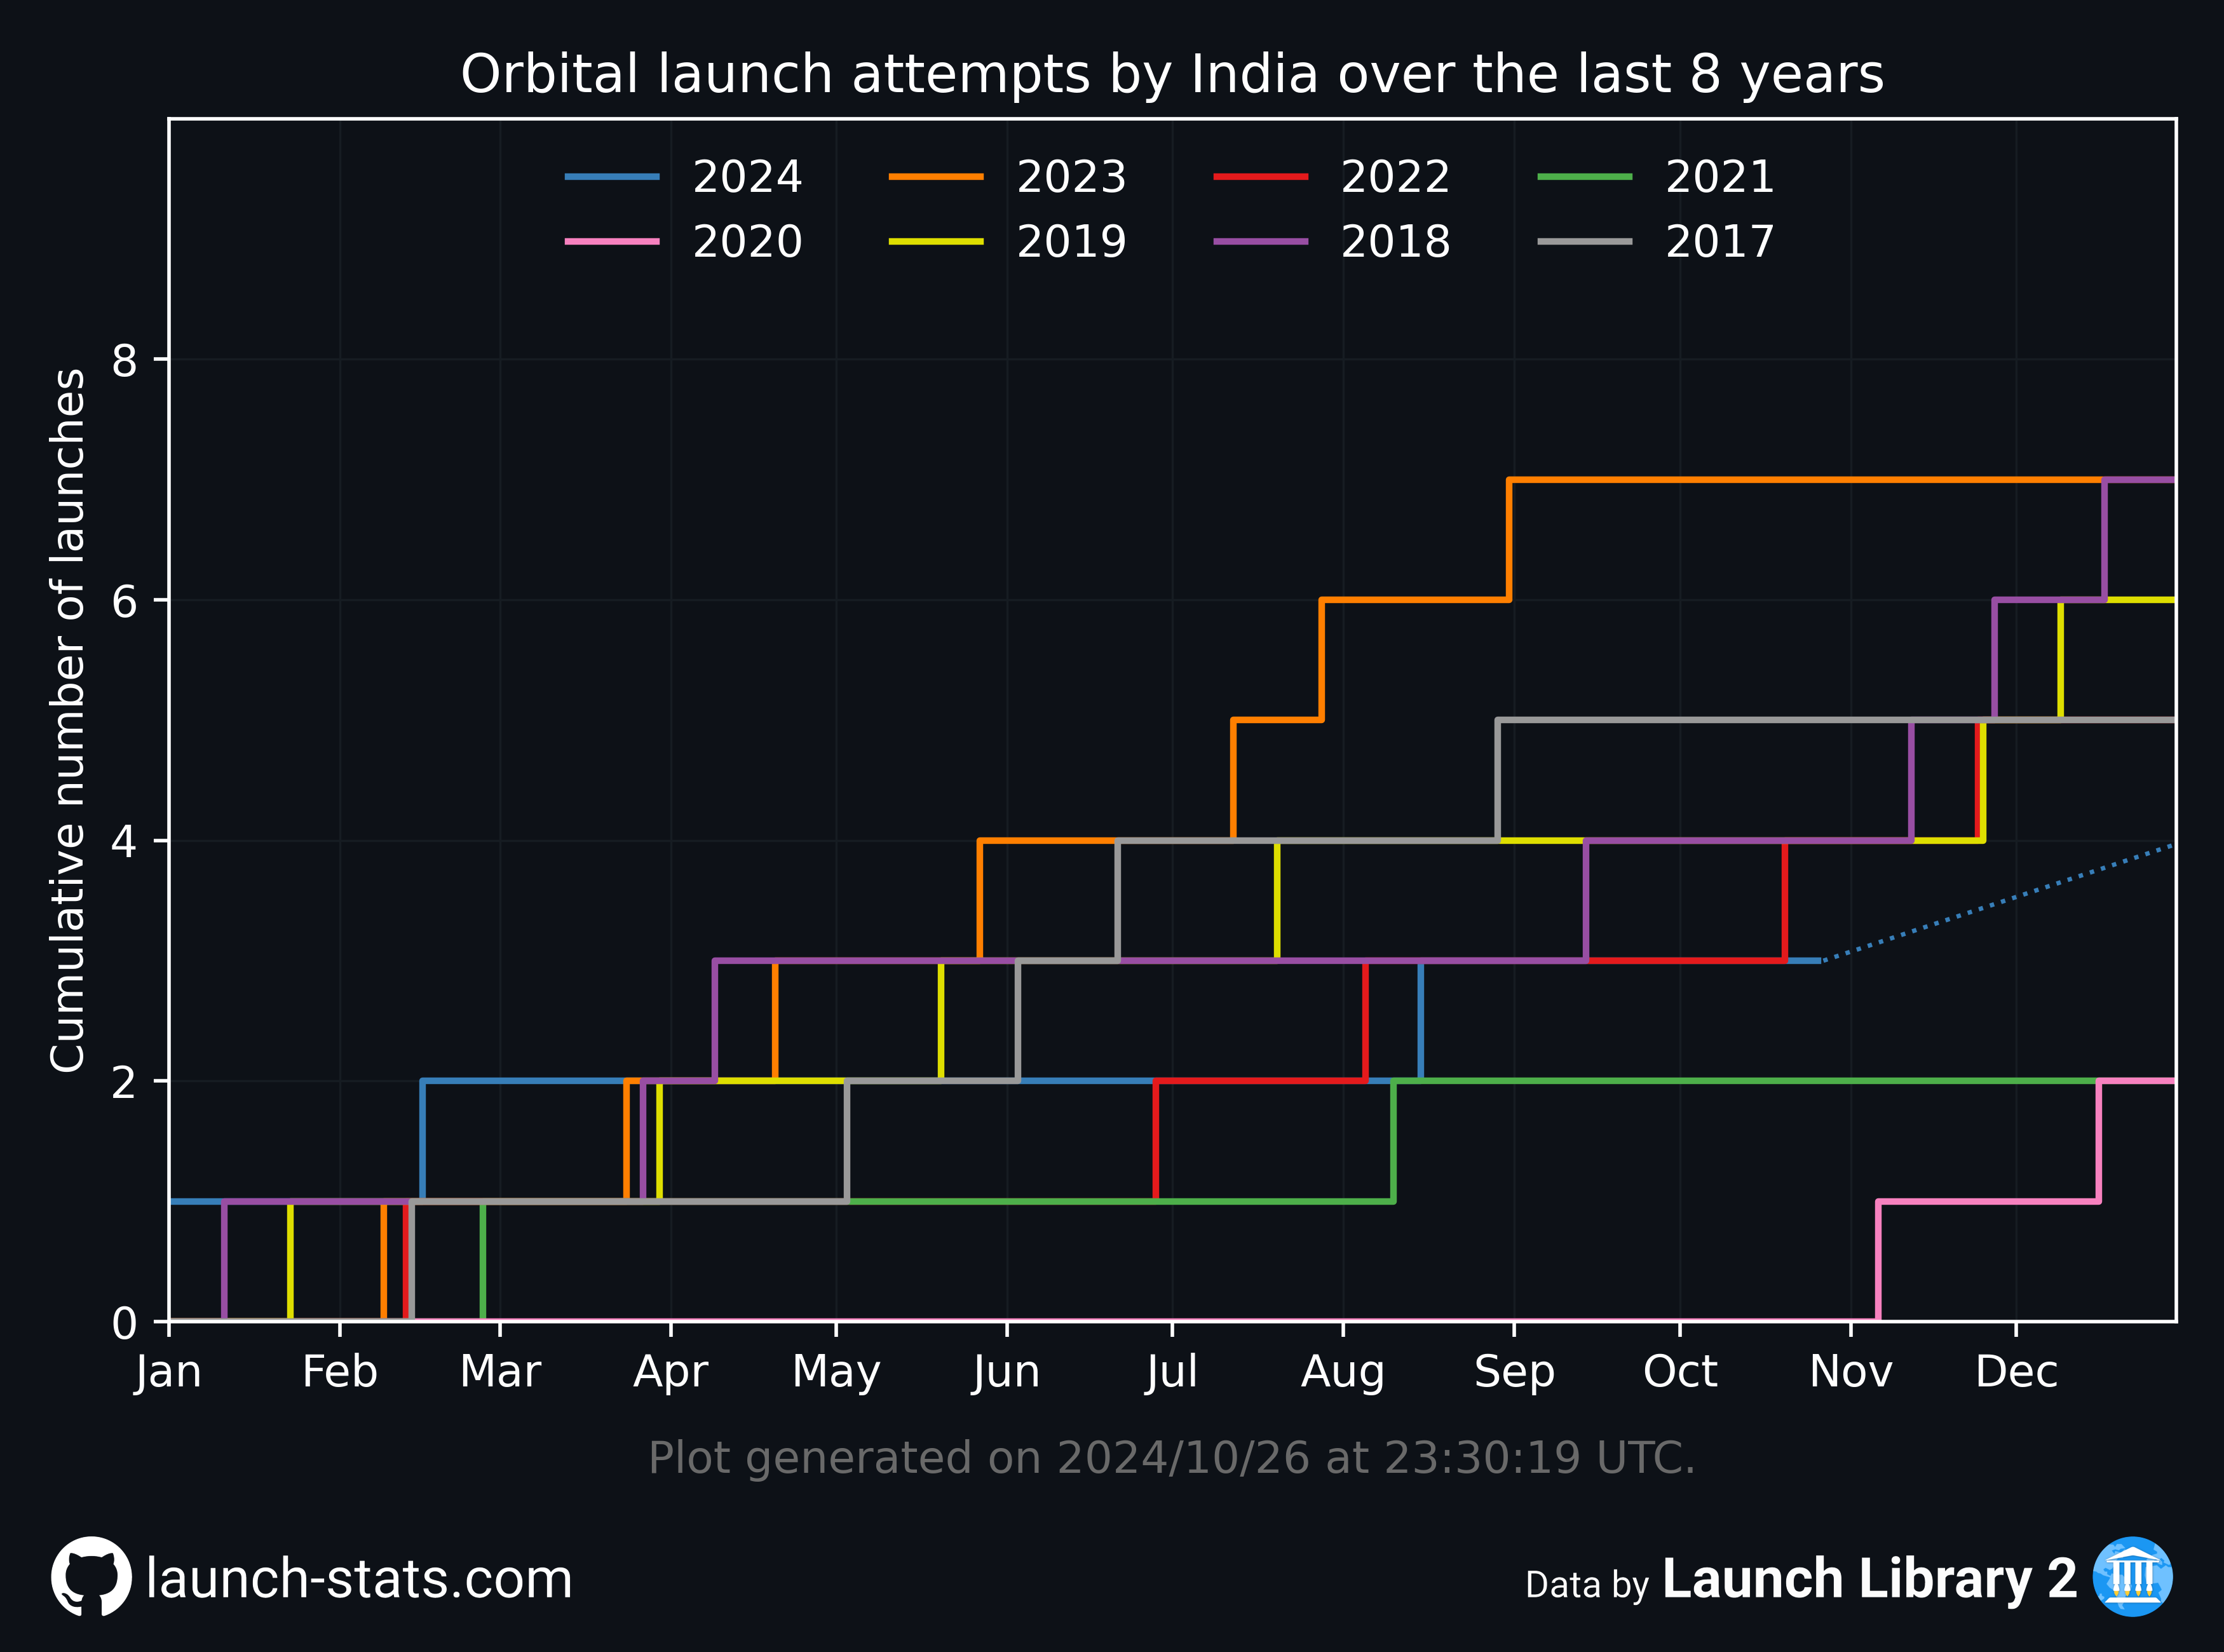 Orbital launch attempts by India over the last 8 years
2024 2023 2022 2021
2020 2019 2018 2017
Cumulative number of launches
8
6
4
2
0
Jan Feb Mar Apr May Jun Jul Aug Sep Oct Nov Dec
Plot generated on 2024/10/26 at 23:30:19 UTC.
launch-stats.com
Data by Launch Library 2